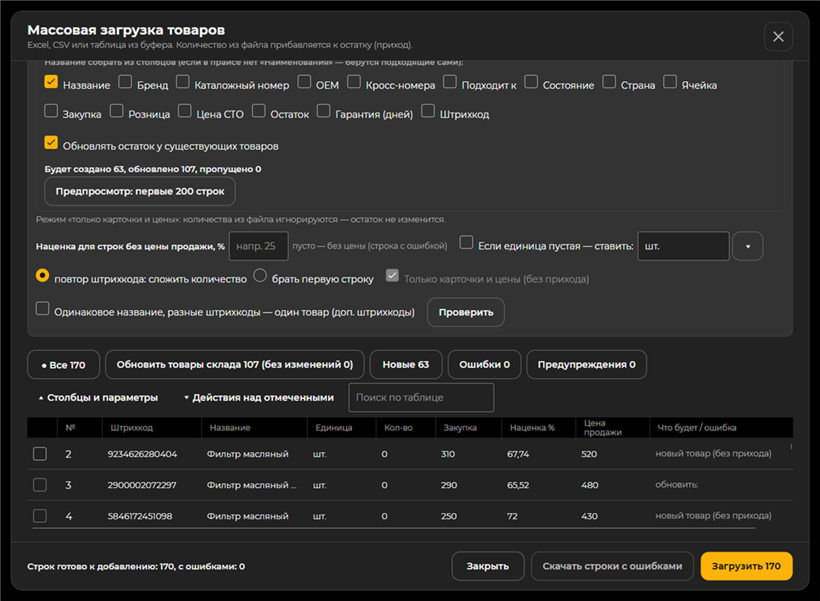 Массовая загрузка товаров
Excel, CSV или таблица из буфера. Количество из файла прибавляется к остатку (приход).
Название собрать из столбцов (если в прайсе нет «Наименования» — берутся подходящие сами):
Название Бренд Каталожный номер OEM Кросс-номера Подходит к Состояние Страна Ячейка
Закупка Розница Цена СТО Остаток Гарантия (дней) Штрихкод
Обновлять остаток у существующих товаров
Будет создано 63, обновлено 107, пропущено 0
Предпросмотр: первые 200 строк
Режим «только карточки и цены»: количества из файла игнорируются — остаток не изменится.
Наценка для строк без цены продажи, % напр. 25 пусто — без цены (строка с ошибкой) Если единица пустая — ставить: шт.
повтор штрихкода: сложить количество брать первую строку Только карточки и цены (без прихода)
Одинаковое название, разные штрихкоды — один товар (доп. штрихкоды) Проверить
• Все 170 Обновить товары склада 107 (без изменений 0) Новые 63 Ошибки 0 Предупреждения 0
Столбцы и параметры Действия над отмеченными Поиск по таблице
№ Штрихкод Название Единица Кол-во Закупка Наценка % Цена продажи Что будет / ошибка
2 9234626280404 Фильтр масляный шт. 0 310 67,74 520 новый товар (без прихода)
3 2900002072297 Фильтр масляный ... шт. 0 290 65,52 480 обновить:
4 5846172451098 Фильтр масляный шт. 0 250 72 430 новый товар (без прихода)
Строк готово к добавлению: 170, с ошибками: 0 Закрыть Скачать строки с ошибками Загрузить 170